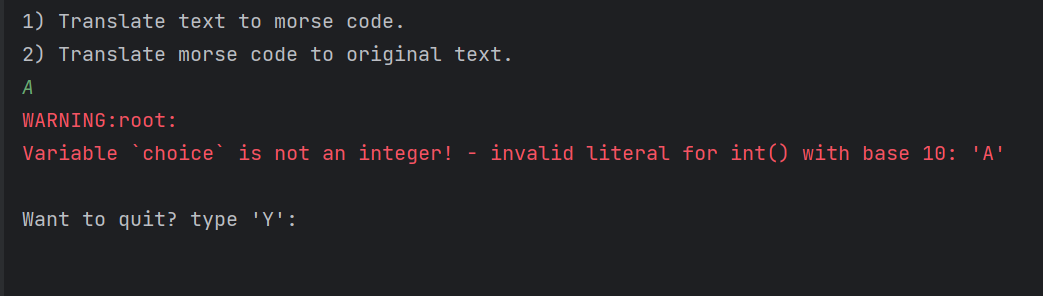 1) Translate text to morse code.
2) Translate morse code to original text.
A
WARNING:root:
Variable `choice` is not an integer! - invalid literal for int() with base 10: 'A'
Want to quit? type 'Y':